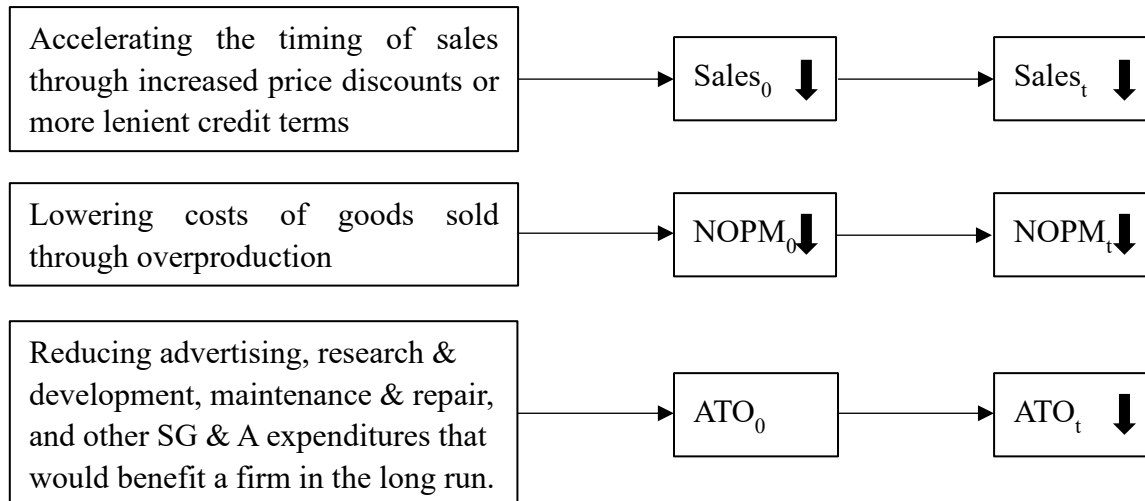 Accelerating the timing of sales
through increased price discounts or
more lenient credit terms
Sales₀
Salesₜ
Lowering costs of goods sold
through overproduction
NOPM₀
NOPMₜ
Reducing advertising, research &
development, maintenance & repair,
and other SG & A expenditures that
would benefit a firm in the long run.
ATO₀
ATOₜ